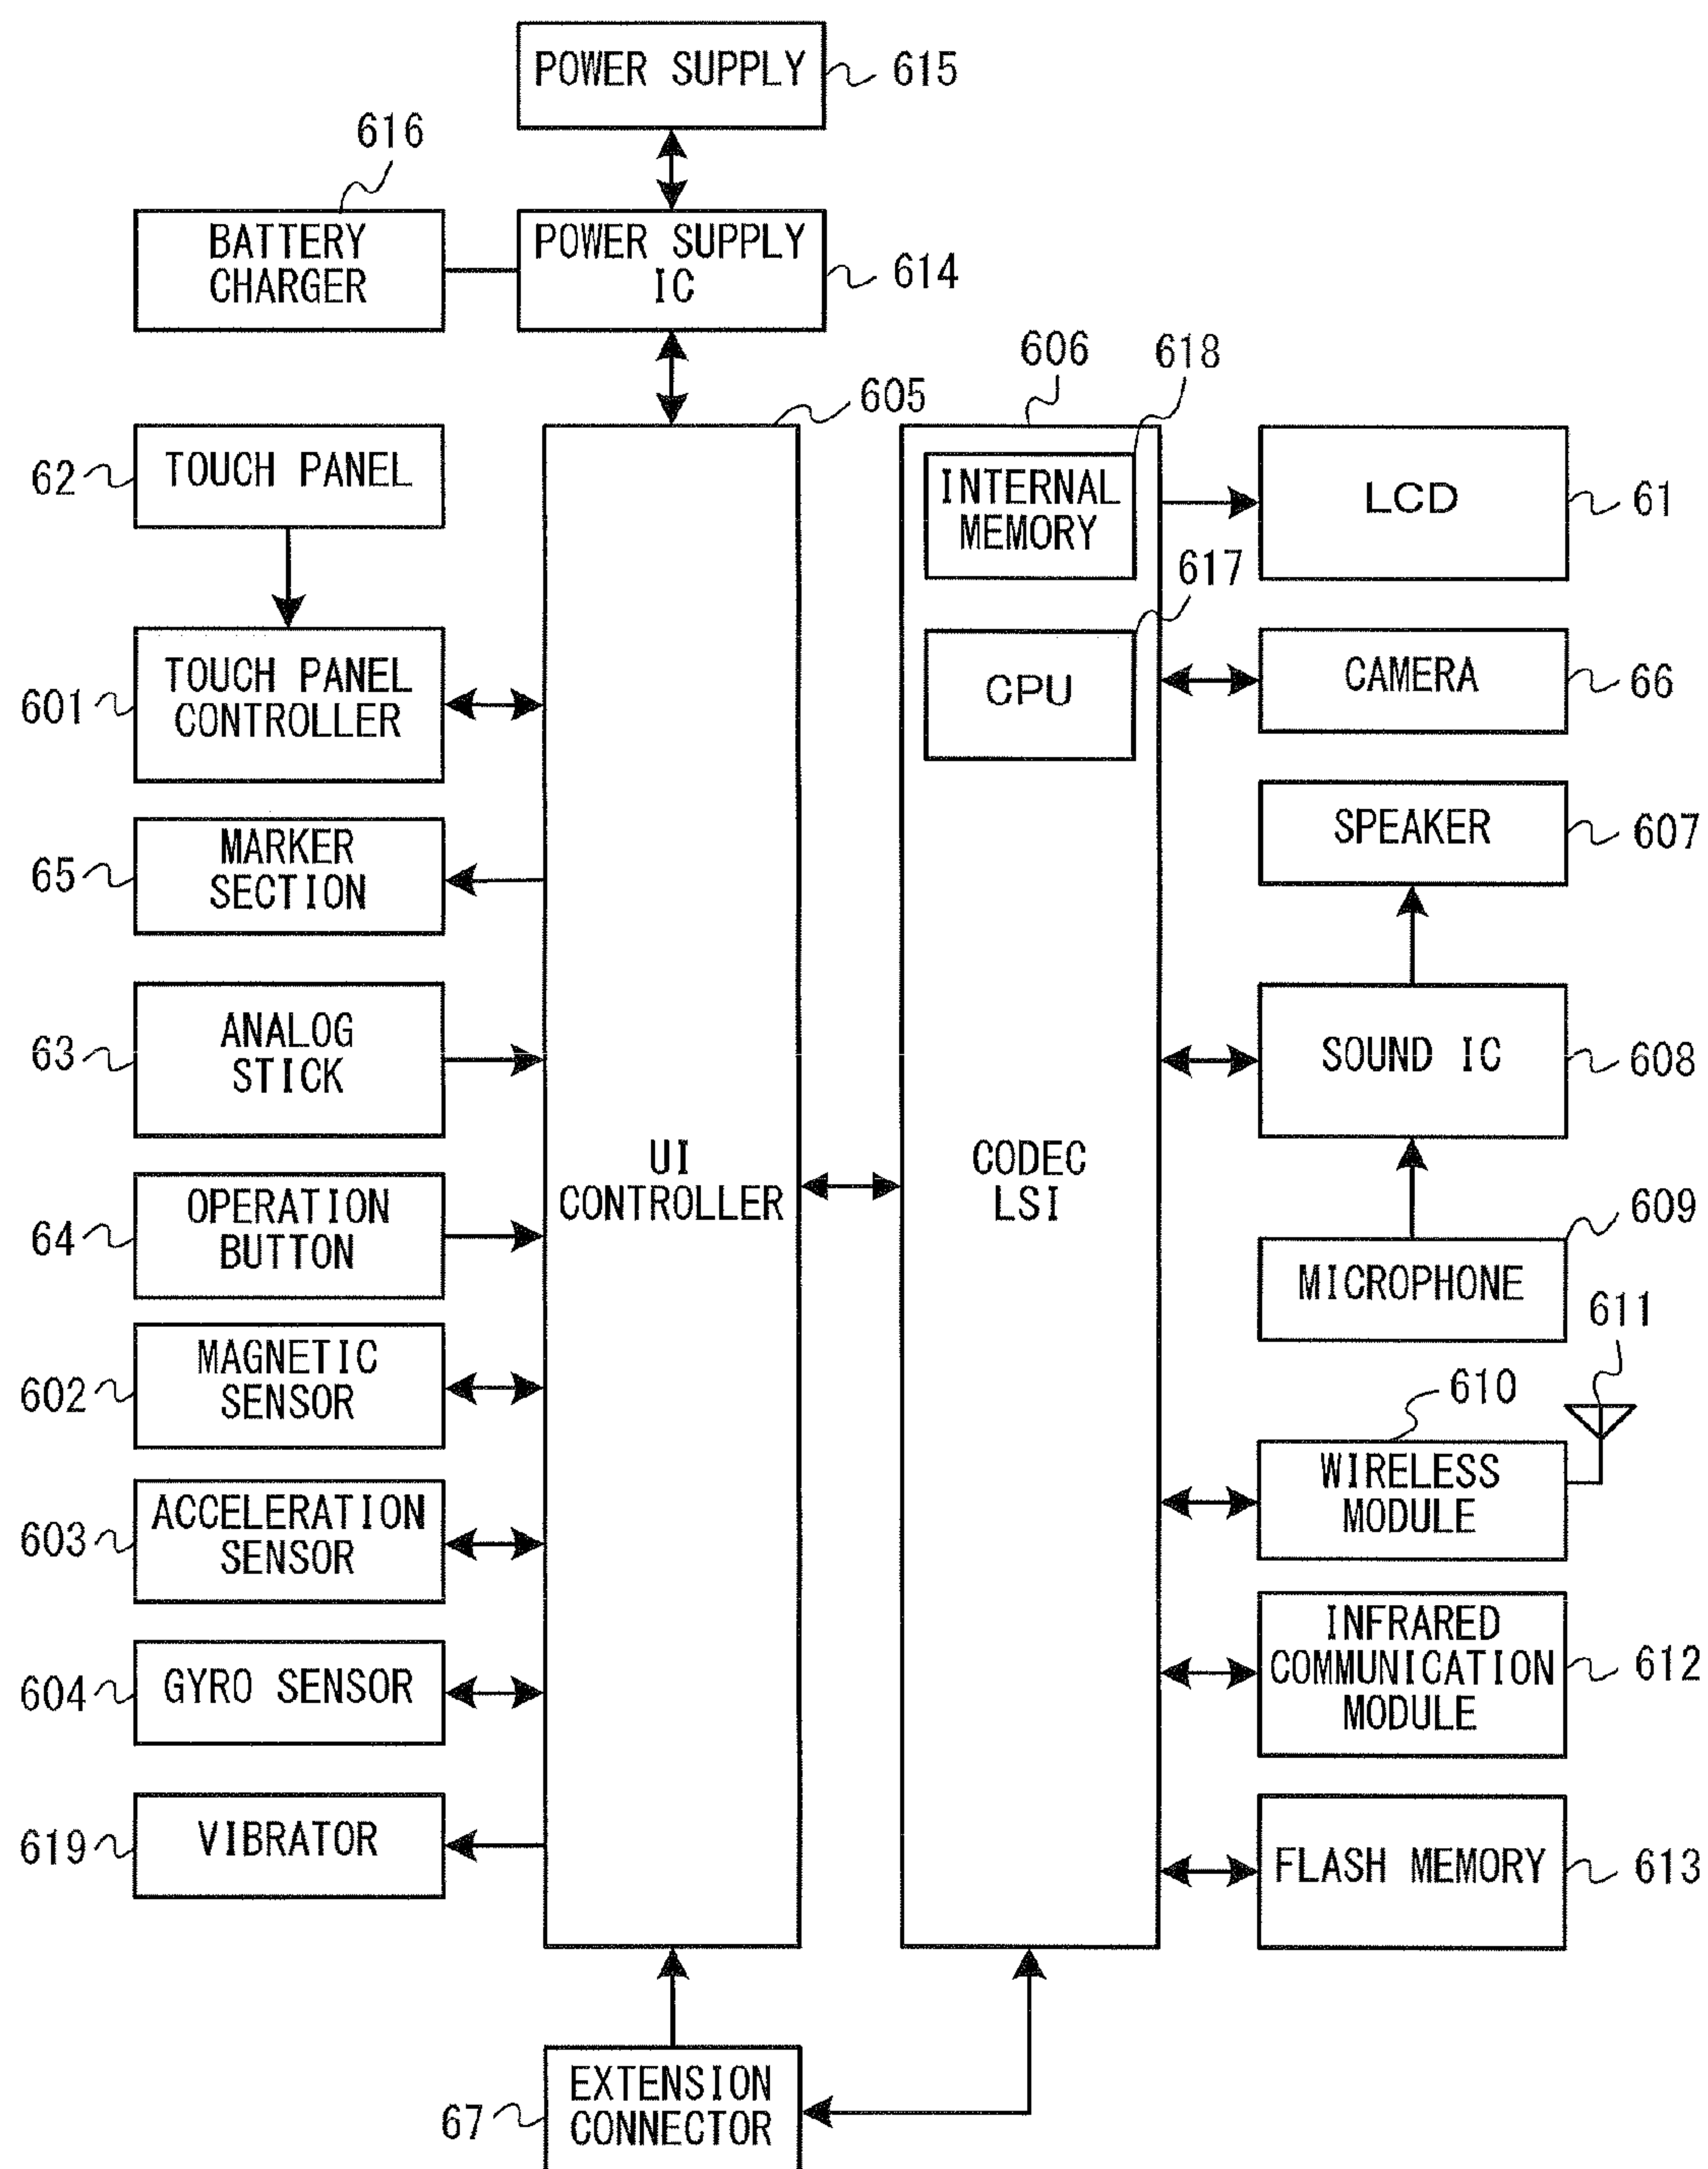 POWER SUPPLY
615
616
BATTERY
CHARGER
POWER SUPPLY
IC
614
605
606
618
62
TOUCH PANEL
INTERNAL
MEMORY
LCD
61
617
601
TOUCH PANEL
CONTROLLER
CPU
CAMERA
66
65
MARKER
SECTION
SPEAKER
607
63
ANALOG
STICK
SOUND IC
608
UI
CONTROLLER
CODEC
LSI
64
OPERATION
BUTTON
609
MICROPHONE
611
602
MAGNETIC
SENSOR
610
WIRELESS
MODULE
603
ACCELERATION
SENSOR
604
GYRO SENSOR
INFRARED
COMMUNICATION
MODULE
612
619
VIBRATOR
FLASH MEMORY
613
67
EXTENSION
CONNECTOR